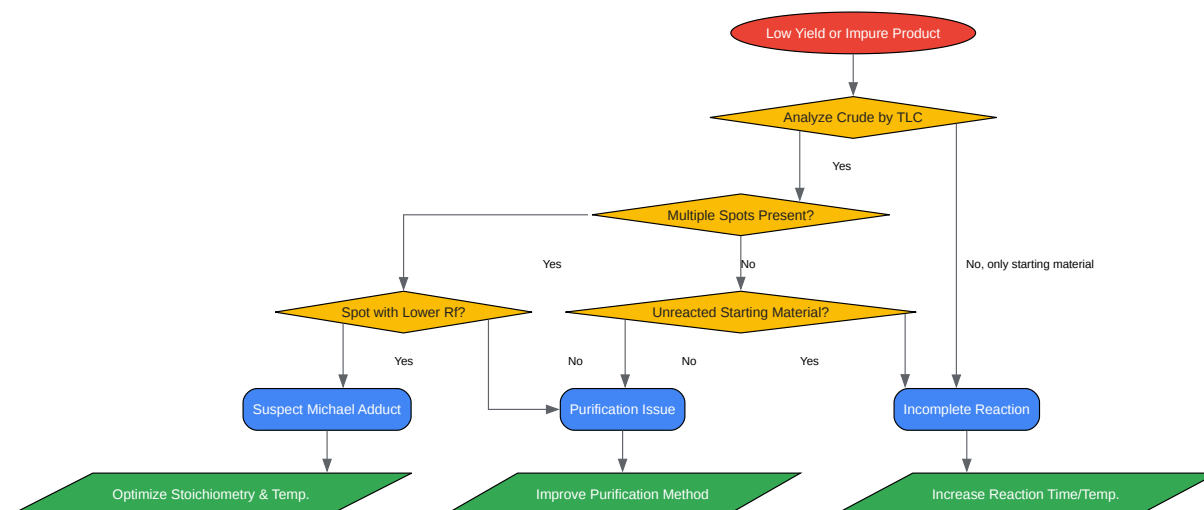 Low Yield or Impure Product
Analyze Crude by TLC
Yes
Multiple Spots Present?
Yes
No
No, only starting material
Spot with Lower Rf?
Unreacted Starting Material?
Yes
No
No
Yes
Suspect Michael Adduct
Purification Issue
Incomplete Reaction
Optimize Stoichiometry & Temp.
Improve Purification Method
Increase Reaction Time/Temp.